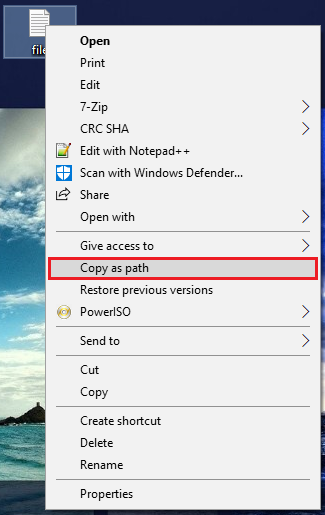 file
Open
Print
Edit
7-Zip
CRC SHA
Edit with Notepad++
Scan with Windows Defender...
Share
Open with
Give access to
Copy as path
Restore previous versions
PowerISO
Send to
Cut
Copy
Create shortcut
Delete
Rename
Properties